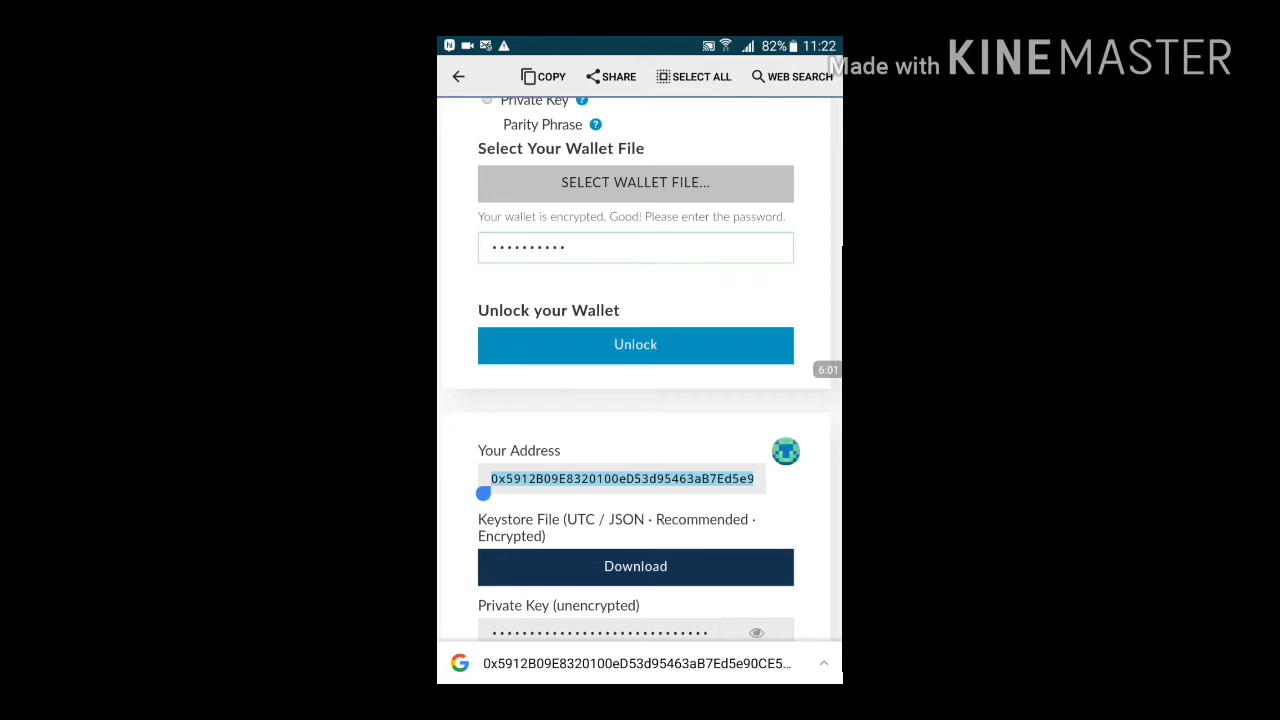 82% 11:22
Made with KINEMASTER
COPY SHARE SELECT ALL WEB SEARCH
Private Key ?
Parity Phrase ?
Select Your Wallet File
SELECT WALLET FILE...
Your wallet is encrypted. Good! Please enter the password.
••••••••••
Unlock your Wallet
Unlock
6:01
Your Address
0x5912B09E8320100eD53d95463aB7Ed5e9
Keystore File (UTC / JSON · Recommended ·
Encrypted)
Download
Private Key (unencrypted)
••••••••••••••••••••••••••••
0x5912B09E8320100eD53d95463aB7Ed5e90CE5...